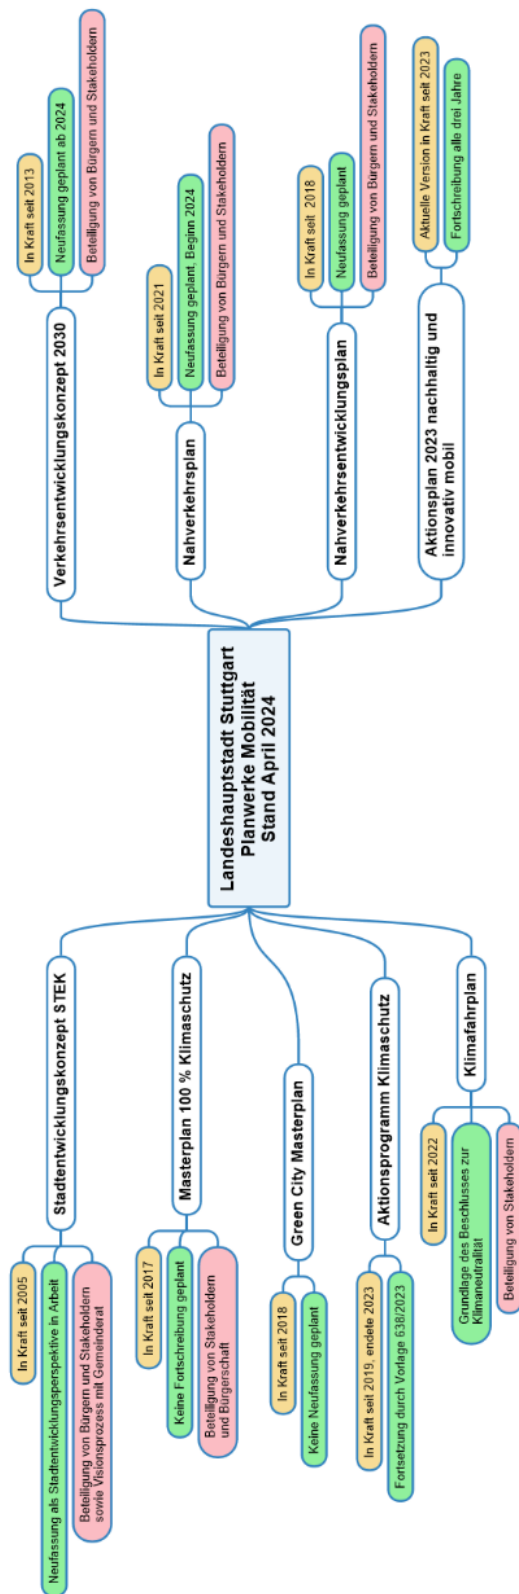 Landeshauptstadt Stuttgart
Planwerke Mobilität
Stand April 2024
Stadtentwicklungskonzept STEK
In Kraft seit 2005
Neufassung als Stadtentwicklungsperspektive in Arbeit
Beteiligung von Bürgern und Stakeholdern
sowie Visionsprozess mit Gemeinderat
Masterplan 100 % Klimaschutz
In Kraft seit 2017
Keine Fortschreibung geplant
Beteiligung von Stakeholdern
und Bürgerschaft
Green City Masterplan
In Kraft seit 2018
Keine Neufassung geplant
Aktionsprogramm Klimaschutz
In Kraft seit 2019, endete 2023
Fortsetzung durch Vorlage 638/2023
Klimafahrplan
In Kraft seit 2022
Grundlage des Beschlusses zur
Klimaneutralität
Beteiligung von Stakeholdern
Verkehrsentwicklungskonzept 2030
In Kraft seit 2013
Neufassung geplant ab 2024
Beteiligung von Bürgern und Stakeholdern
Nahverkehrsplan
In Kraft seit 2021
Neufassung geplant, Beginn 2024
Beteiligung von Bürgern und Stakeholdern
Nahverkehrsentwicklungsplan
In Kraft seit 2018
Neufassung geplant
Beteiligung von Bürgern und Stakeholdern
Aktionsplan 2023 nachhaltig und
innovativ mobil
Aktuelle Version in Kraft seit 2023
Fortschreibung alle drei Jahre